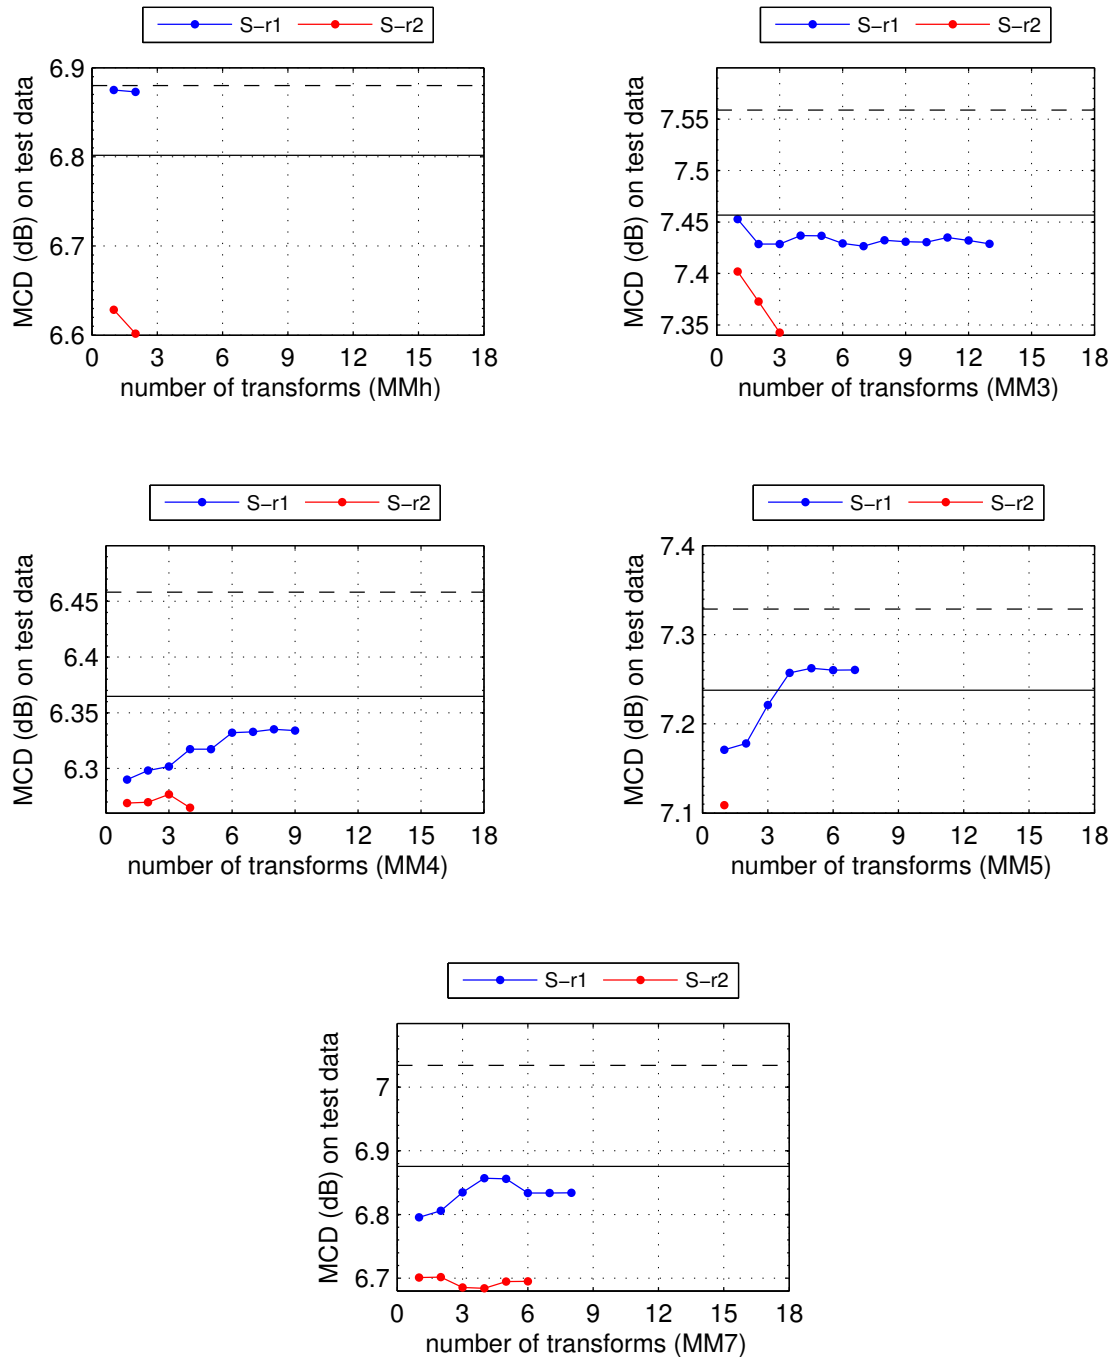 S−r1 S−r2
S−r1 S−r2
MCD (dB) on test data
6.9
6.8
6.7
6.6
0 3 6 9 12 15 18
number of transforms (MMh)
MCD (dB) on test data
7.55
7.5
7.45
7.4
7.35
0 3 6 9 12 15 18
number of transforms (MM3)
S−r1 S−r2
S−r1 S−r2
MCD (dB) on test data
6.45
6.4
6.35
6.3
0 3 6 9 12 15 18
number of transforms (MM4)
MCD (dB) on test data
7.4
7.3
7.2
7.1
0 3 6 9 12 15 18
number of transforms (MM5)
S−r1 S−r2
MCD (dB) on test data
7
6.9
6.8
6.7
0 3 6 9 12 15 18
number of transforms (MM7)